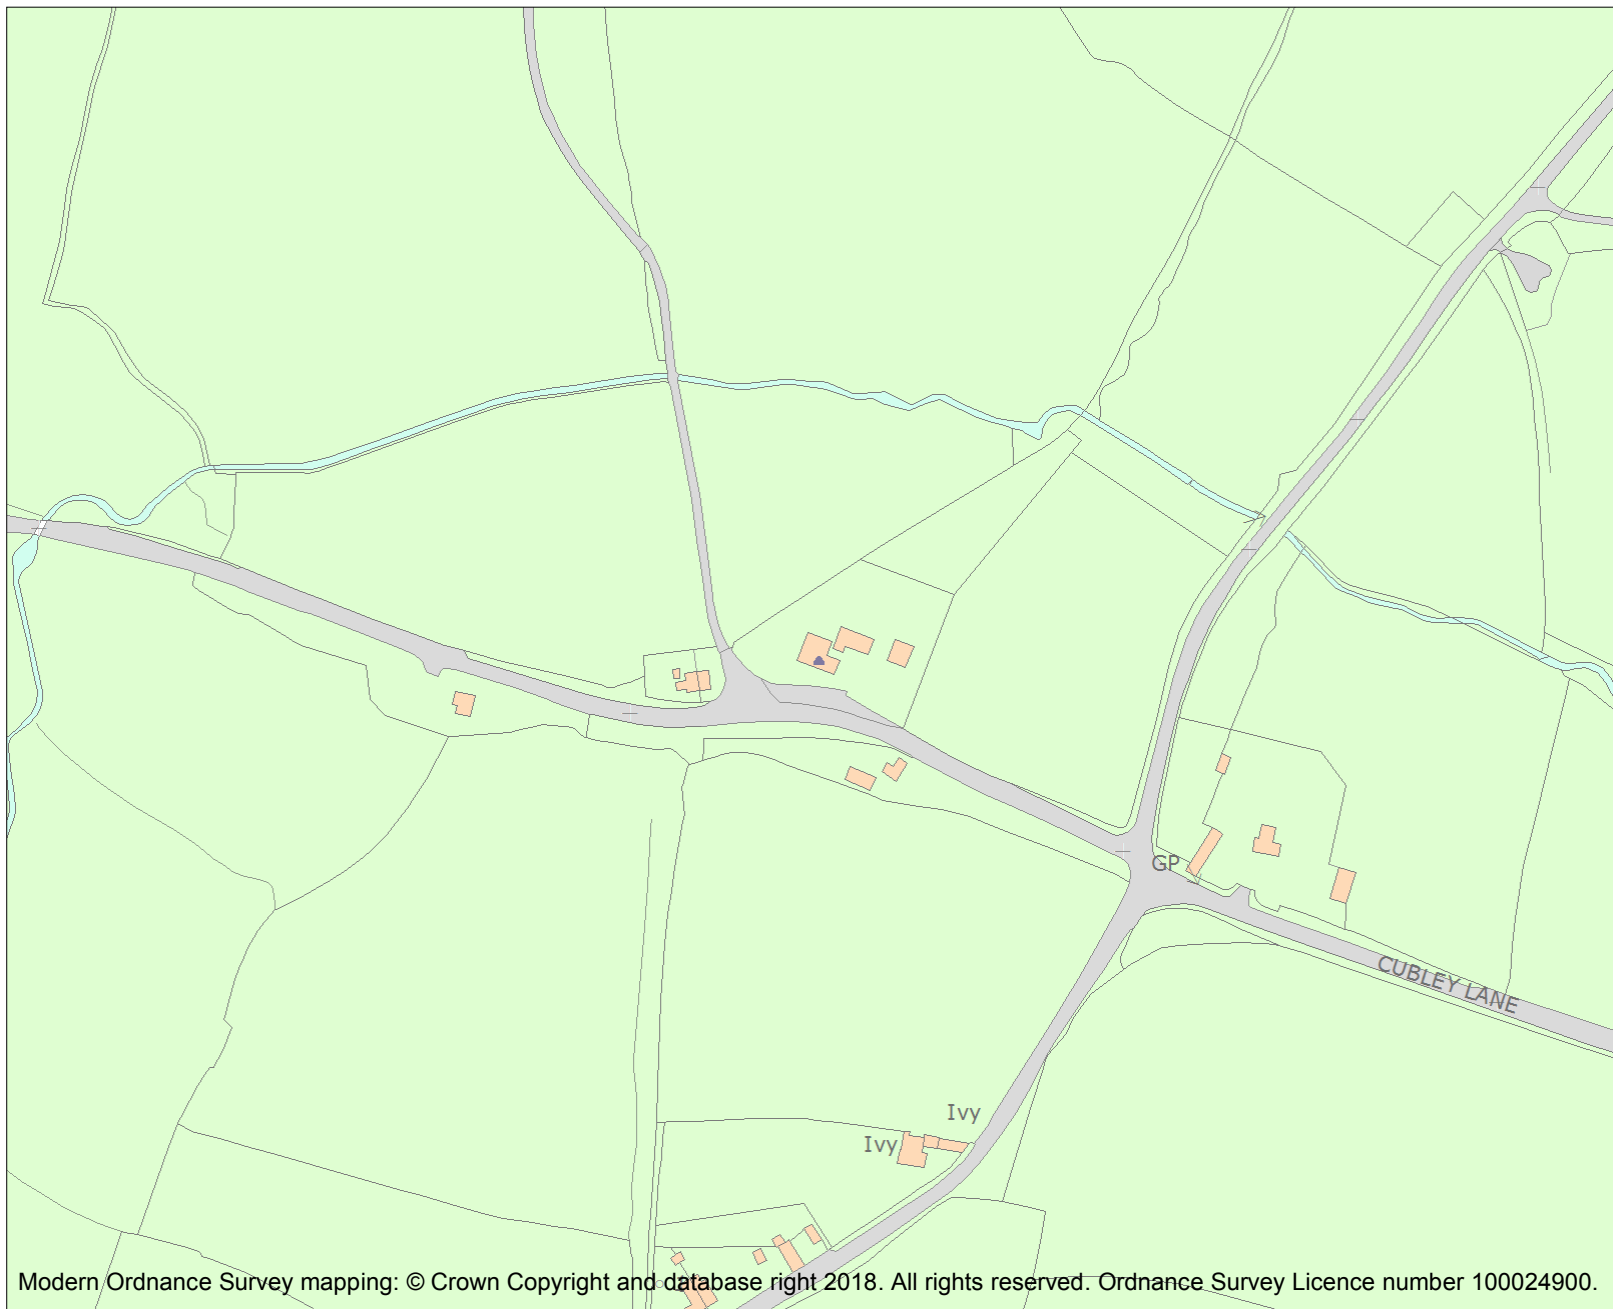 GP
CUBLEY LANE
Ivy
Ivy
Modern Ordnance Survey mapping: © Crown Copyright and database right 2018. All rights reserved. Ordnance Survey Licence number 100024900.